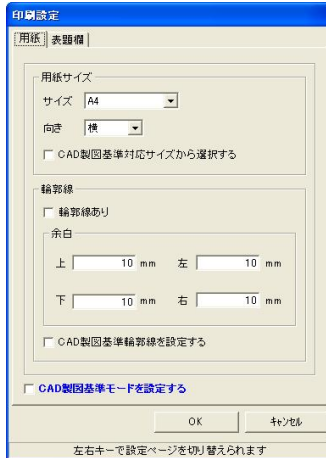 印刷設定
用紙 表題欄
用紙サイズ
サイズ A4
向き 横
CAD製図基準対応サイズから選択する
輪郭線
輪郭線あり
余白
上 10 mm 左 10 mm
下 10 mm 右 10 mm
CAD製図基準輪郭線を設定する
CAD製図基準モードを設定する
OK キャンセル
左右キーで設定ページを切り替えられます